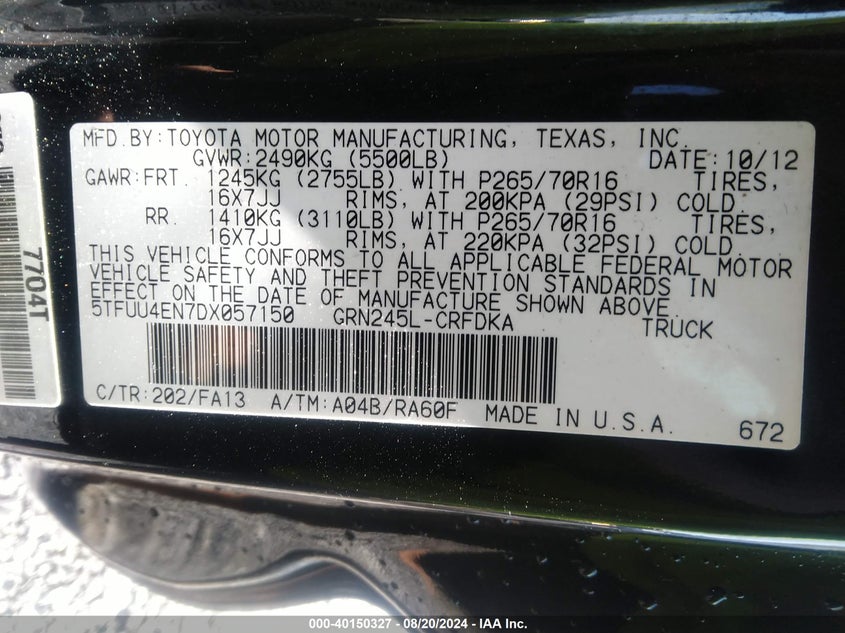 MFD.BY:TOYOTA MOTOR MANUFACTURING, TEXAS, INC.
GVWR:2490KG (5500LB) DATE:10/12
GAWR:FRT. 1245KG (2755LB) WITH P265/70R16 TIRES,
16X7JJ RIMS, AT 200KPA (29PSI) COLD
RR. 1410KG (3110LB) WITH P265/70R16 TIRES,
16X7JJ RIMS, AT 220KPA (32PSI) COLD
THIS VEHICLE CONFORMS TO ALL APPLICABLE FEDERAL MOTOR
VEHICLE SAFETY AND THEFT PREVENTION STANDARDS IN
EFFECT ON THE DATE OF MANUFACTURE SHOWN ABOVE.
5TFUU4EN7DX057150 GRN245L-CRFDKA TRUCK
C/TR:202/FA13 A/TM:A04B/RA60F MADE IN U.S.A.
672
7704T
000-40150327 - 08/20/2024 - IAA Inc.